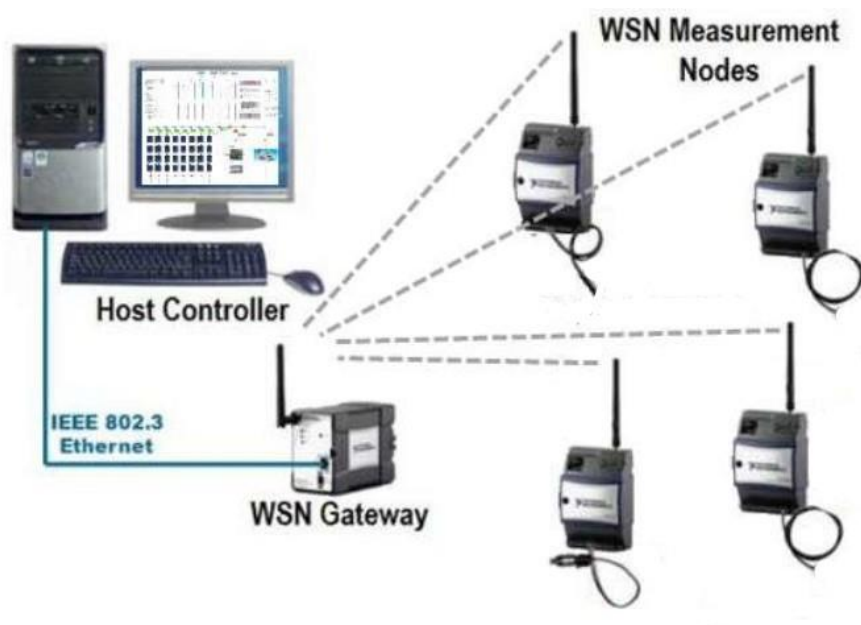 WSN Measurement
Nodes
Host Controller
IEEE 802.3
Ethernet
WSN Gateway